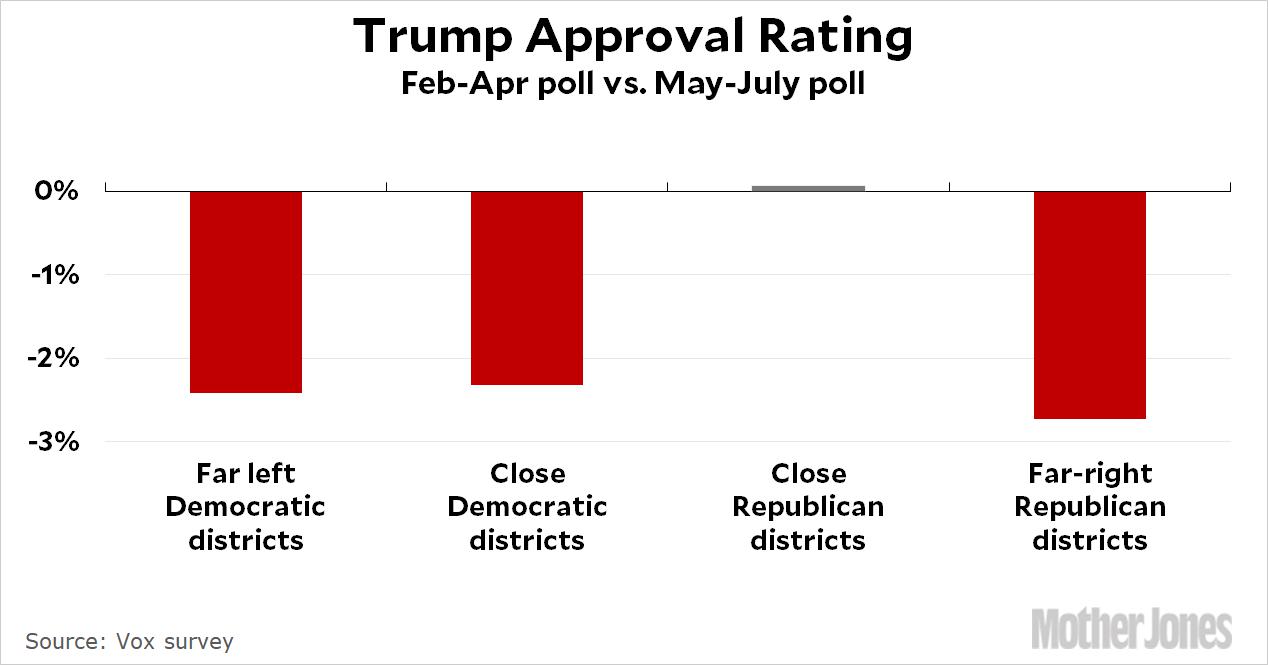 Trump Approval Rating
Feb-Apr poll vs. May-July poll
0%
-1%
-2%
-3%
Far left
Democratic
districts
Close
Democratic
districts
Close
Republican
districts
Far-right
Republican
districts
Source: Vox survey
Mother Jones